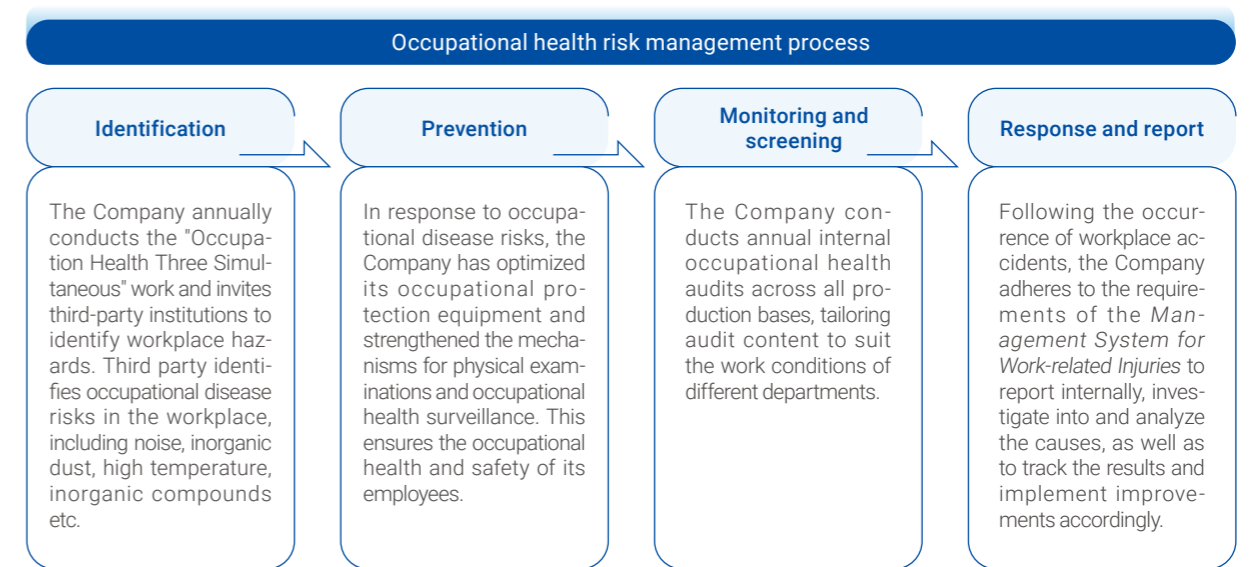 Occupational health risk management process
Identification
The Company annually
conducts the "Occupa-
tion Health Three Simul-
taneous" work and invites
third-party institutions to
identify workplace haz-
ards. Third party identi-
fies occupational disease
risks in the workplace,
including noise, inorganic
dust, high temperature,
inorganic compounds
etc.
Prevention
In response to occupa-
tional disease risks, the
Company has optimized
its occupational pro-
tection equipment and
strengthened the mecha-
nisms for physical exam-
inations and occupational
health surveillance. This
ensures the occupational
health and safety of its
employees.
Monitoring and
screening
The Company con-
ducts annual internal
occupational health
audits across all pro-
duction bases, tailoring
audit content to suit
the work conditions of
different departments.
Response and report
Following the occur-
rence of workplace ac-
cidents, the Company
adheres to the require-
ments of the Man-
agement System for
Work-related Injuries to
report internally, inves-
tigate into and analyze
the causes, as well as
to track the results and
implement improve-
ments accordingly.